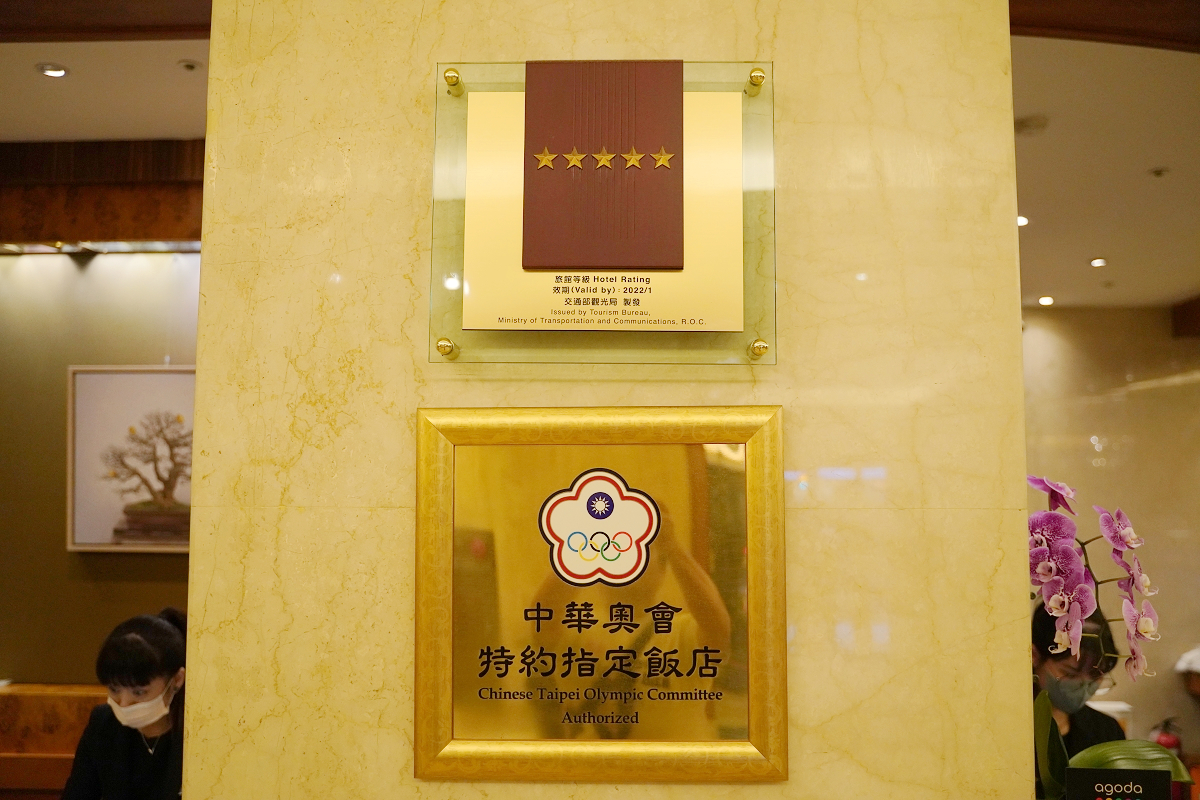 旅館等級 Hotel Rating
效期(Valid by)：2022/1
交通部觀光局 製發
Issued by Tourism Bureau,
Ministry of Transportation and Communications, R.O.C.
中華奧會
特約指定飯店
Chinese Taipei Olympic Committee
Authorized
agoda